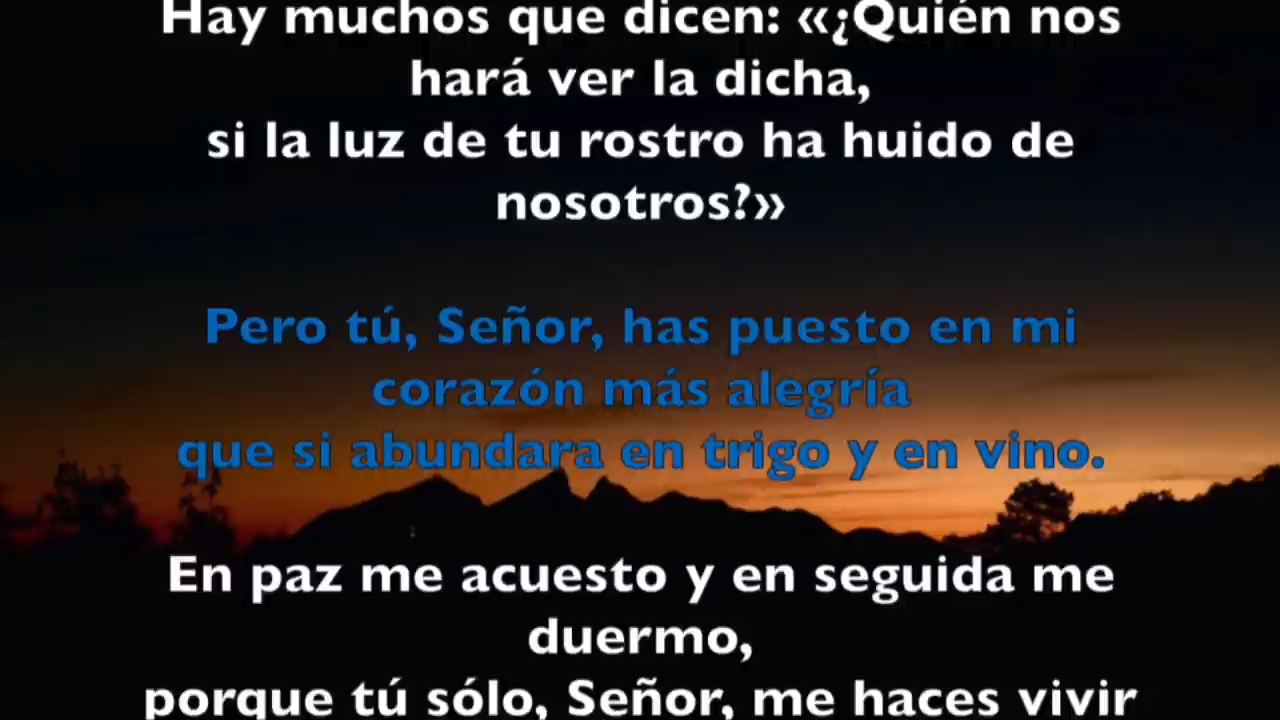 Hay muchos que dicen: «¿Quién nos
hará ver la dicha,
si la luz de tu rostro ha huido de
nosotros?»
Pero tú, Señor, has puesto en mi
corazón más alegría
que si abundara en trigo y en vino.
En paz me acuesto y en seguida me
duermo,
porque tú sólo, Señor, me haces vivir